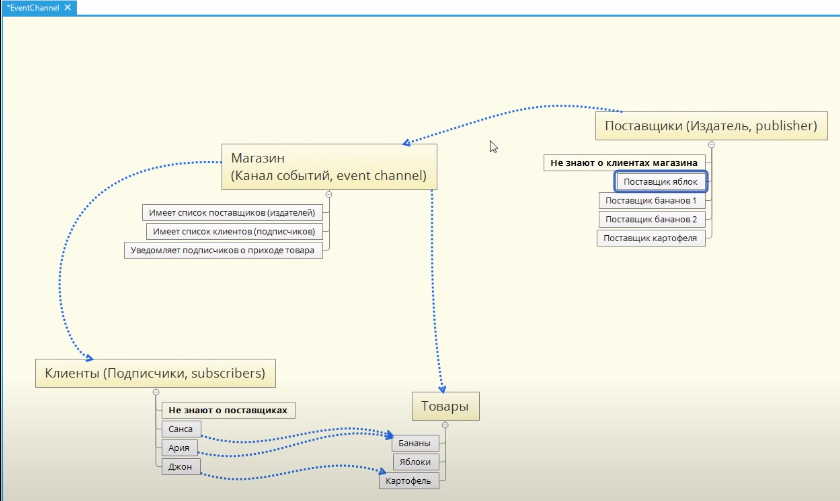 *EventChannel
Поставщики (Издатель, publisher)
Не знают о клиентах магазина
Поставщик яблок
Поставщик бананов 1
Поставщик бананов 2
Поставщик картофеля
Магазин
(Канал событий, event channel)
Имеет список поставщиков (издателей)
Имеет список клиентов (подписчиков)
Уведомляет подписчиков о приходе товара
Клиенты (Подписчики, subscribers)
Не знают о поставщиках
Санса
Ария
Джон
Товары
Бананы
Яблоки
Картофель